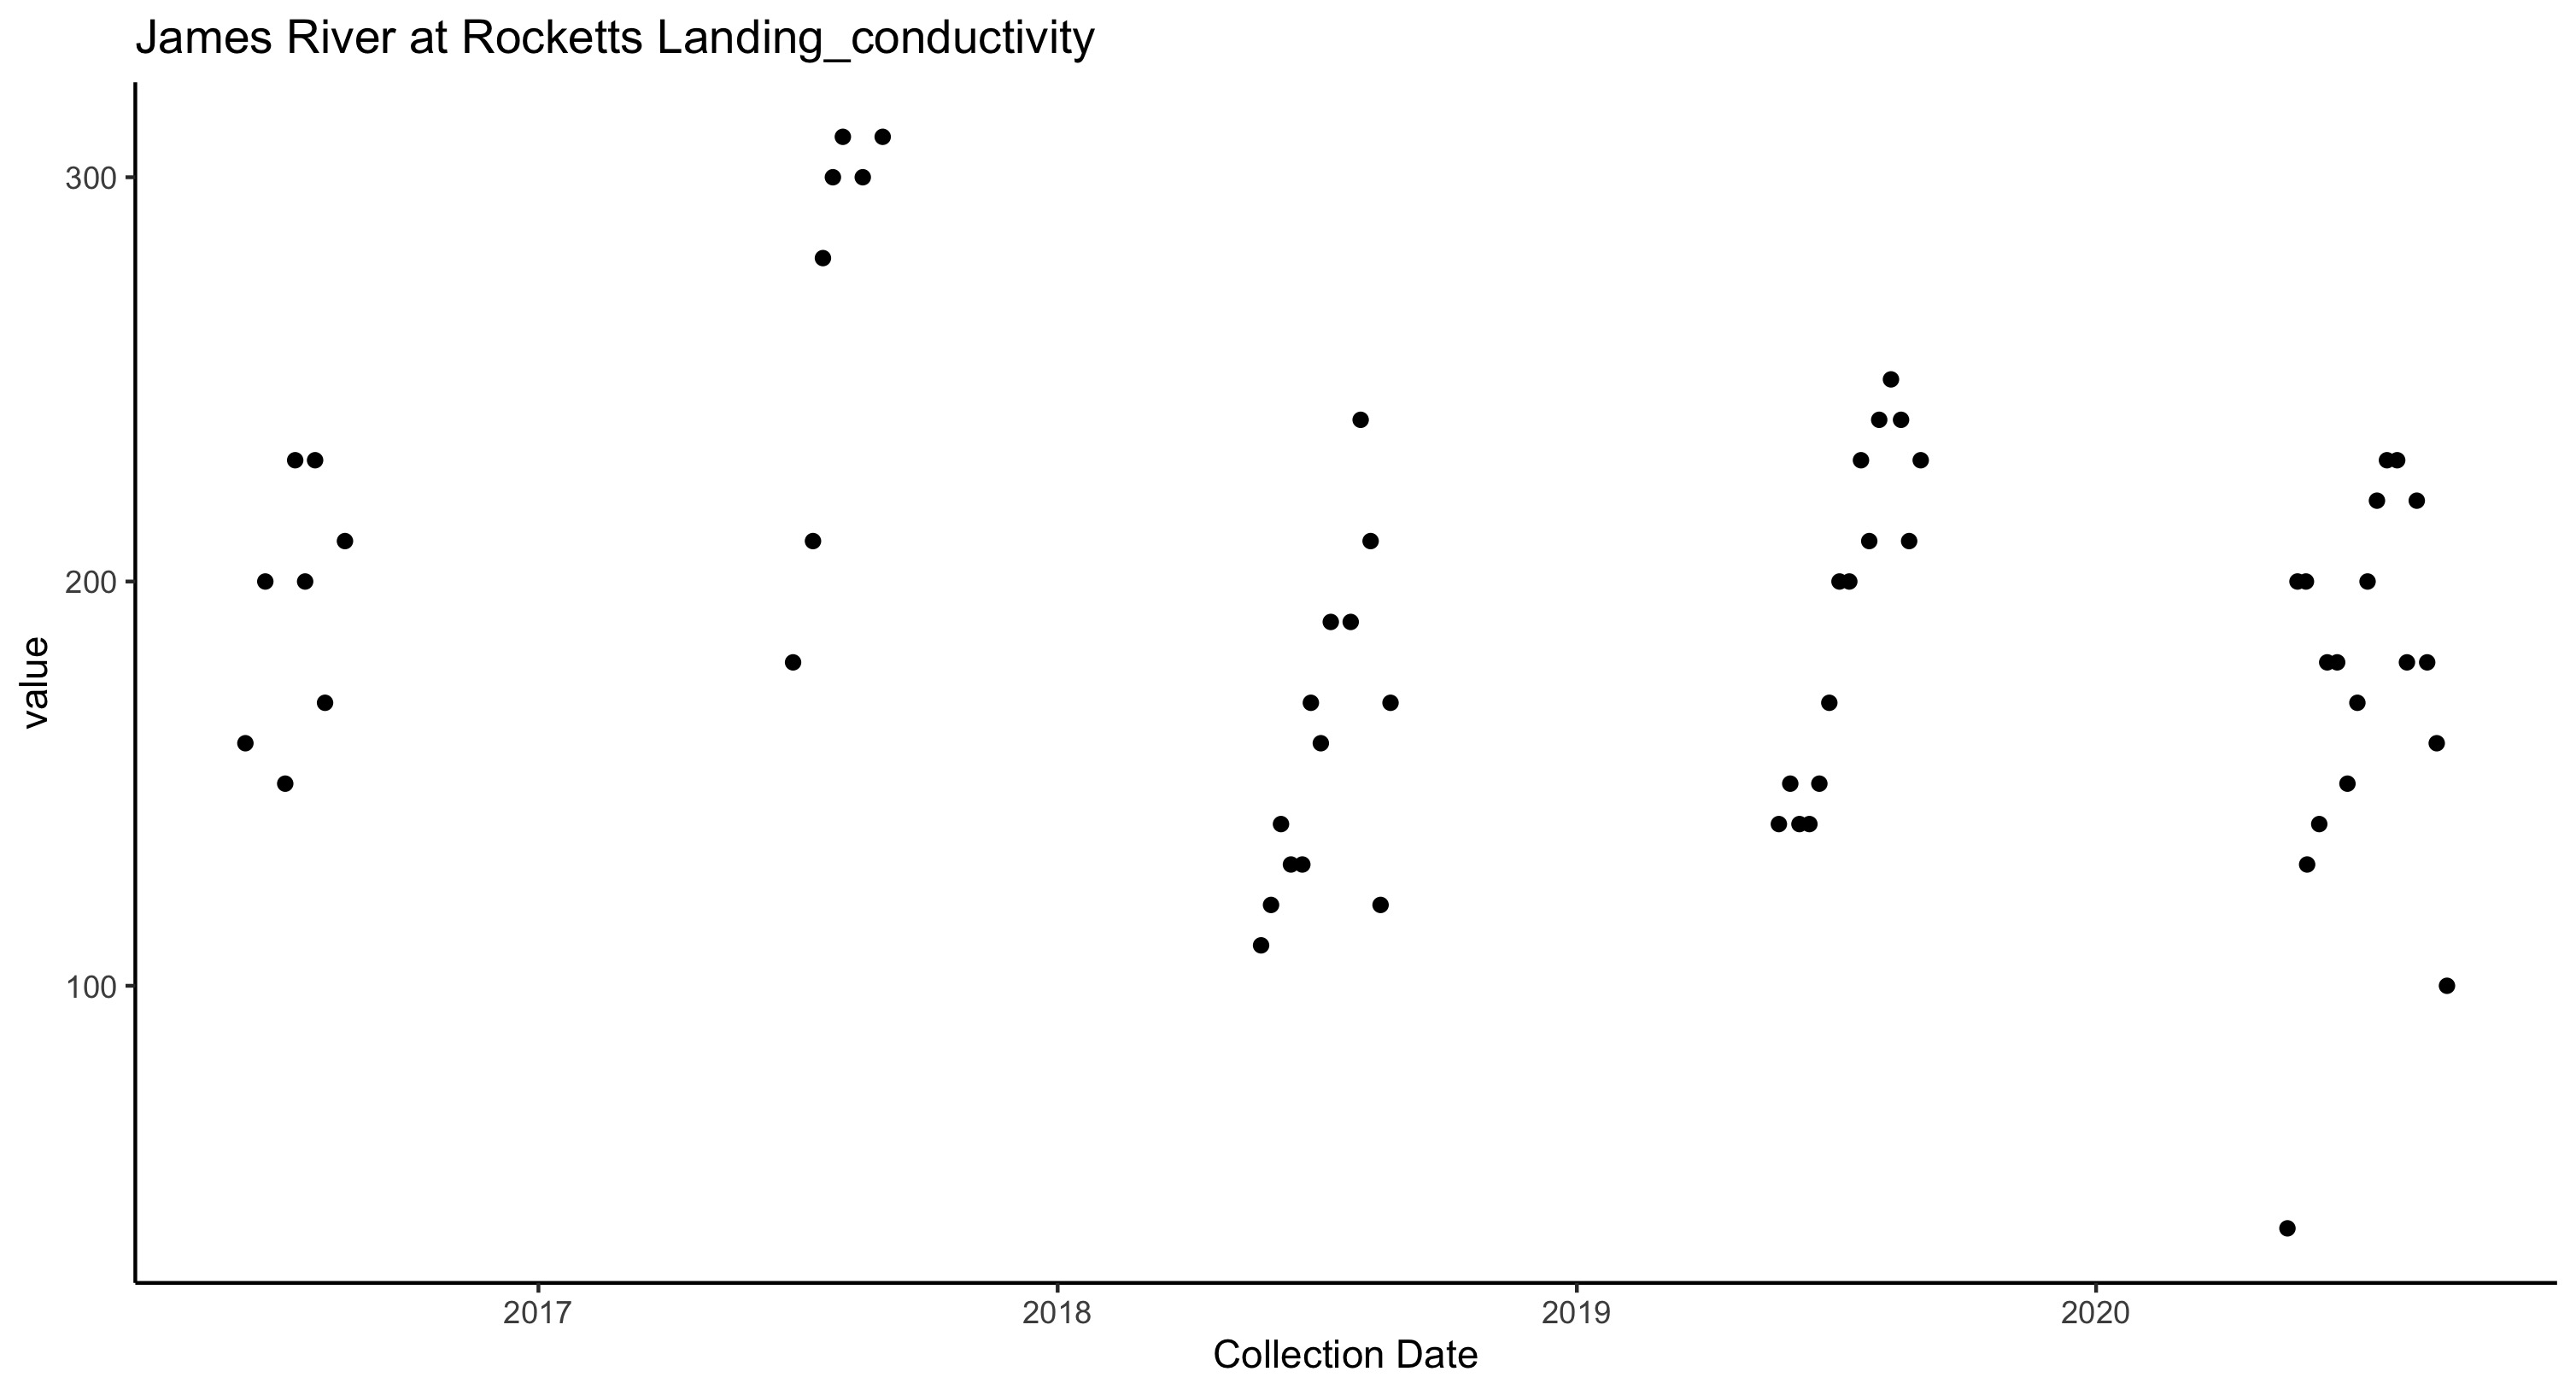 James River at Rocketts Landing_conductivity
300
200
100
value
2017
2018
2019
2020
Collection Date